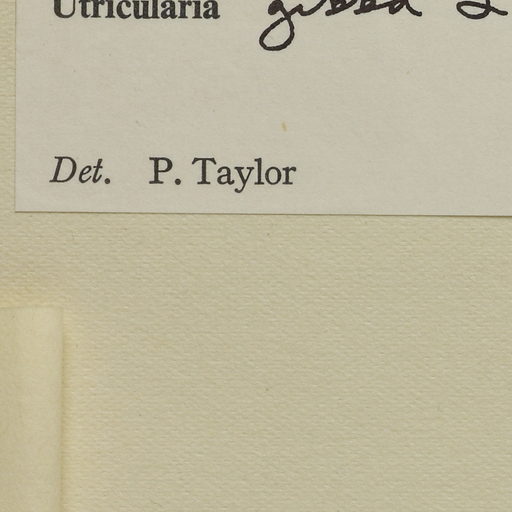 Utricularia gibba L
Det. P. Taylor